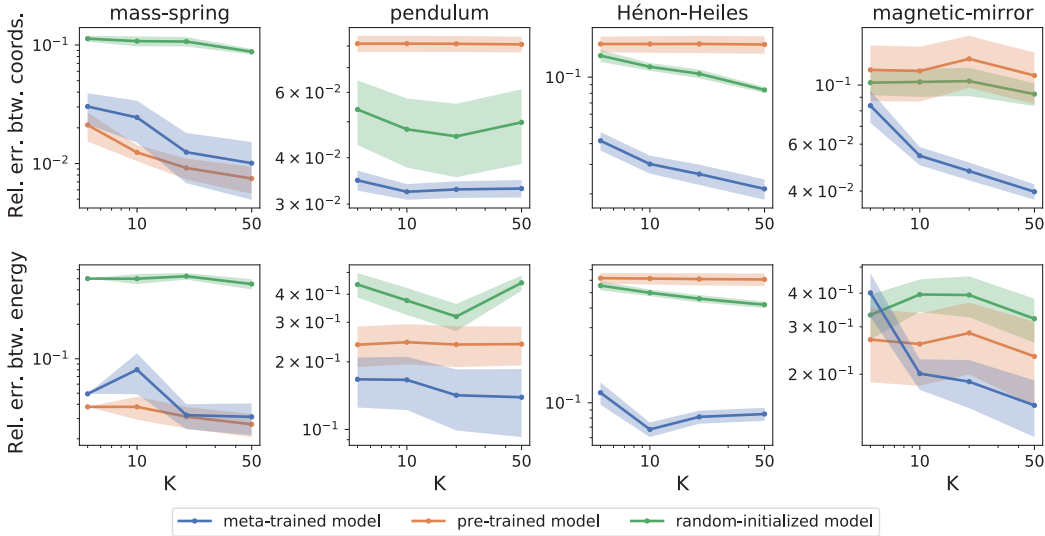 mass-spring pendulum Hénon-Heiles magnetic-mirror
Rel. err. btw. coords.
10⁻¹
10⁻²
10 50
6 × 10⁻²
4 × 10⁻²
3 × 10⁻²
10 50
10⁻¹
10 50
10⁻¹
6 × 10⁻²
4 × 10⁻²
10 50
Rel. err. btw. energy
10⁻¹
10 50
K
4 × 10⁻¹
3 × 10⁻¹
2 × 10⁻¹
10⁻¹
10 50
K
10⁻¹
10 50
K
4 × 10⁻¹
3 × 10⁻¹
2 × 10⁻¹
10 50
K
meta-trained model pre-trained model random-initialized model